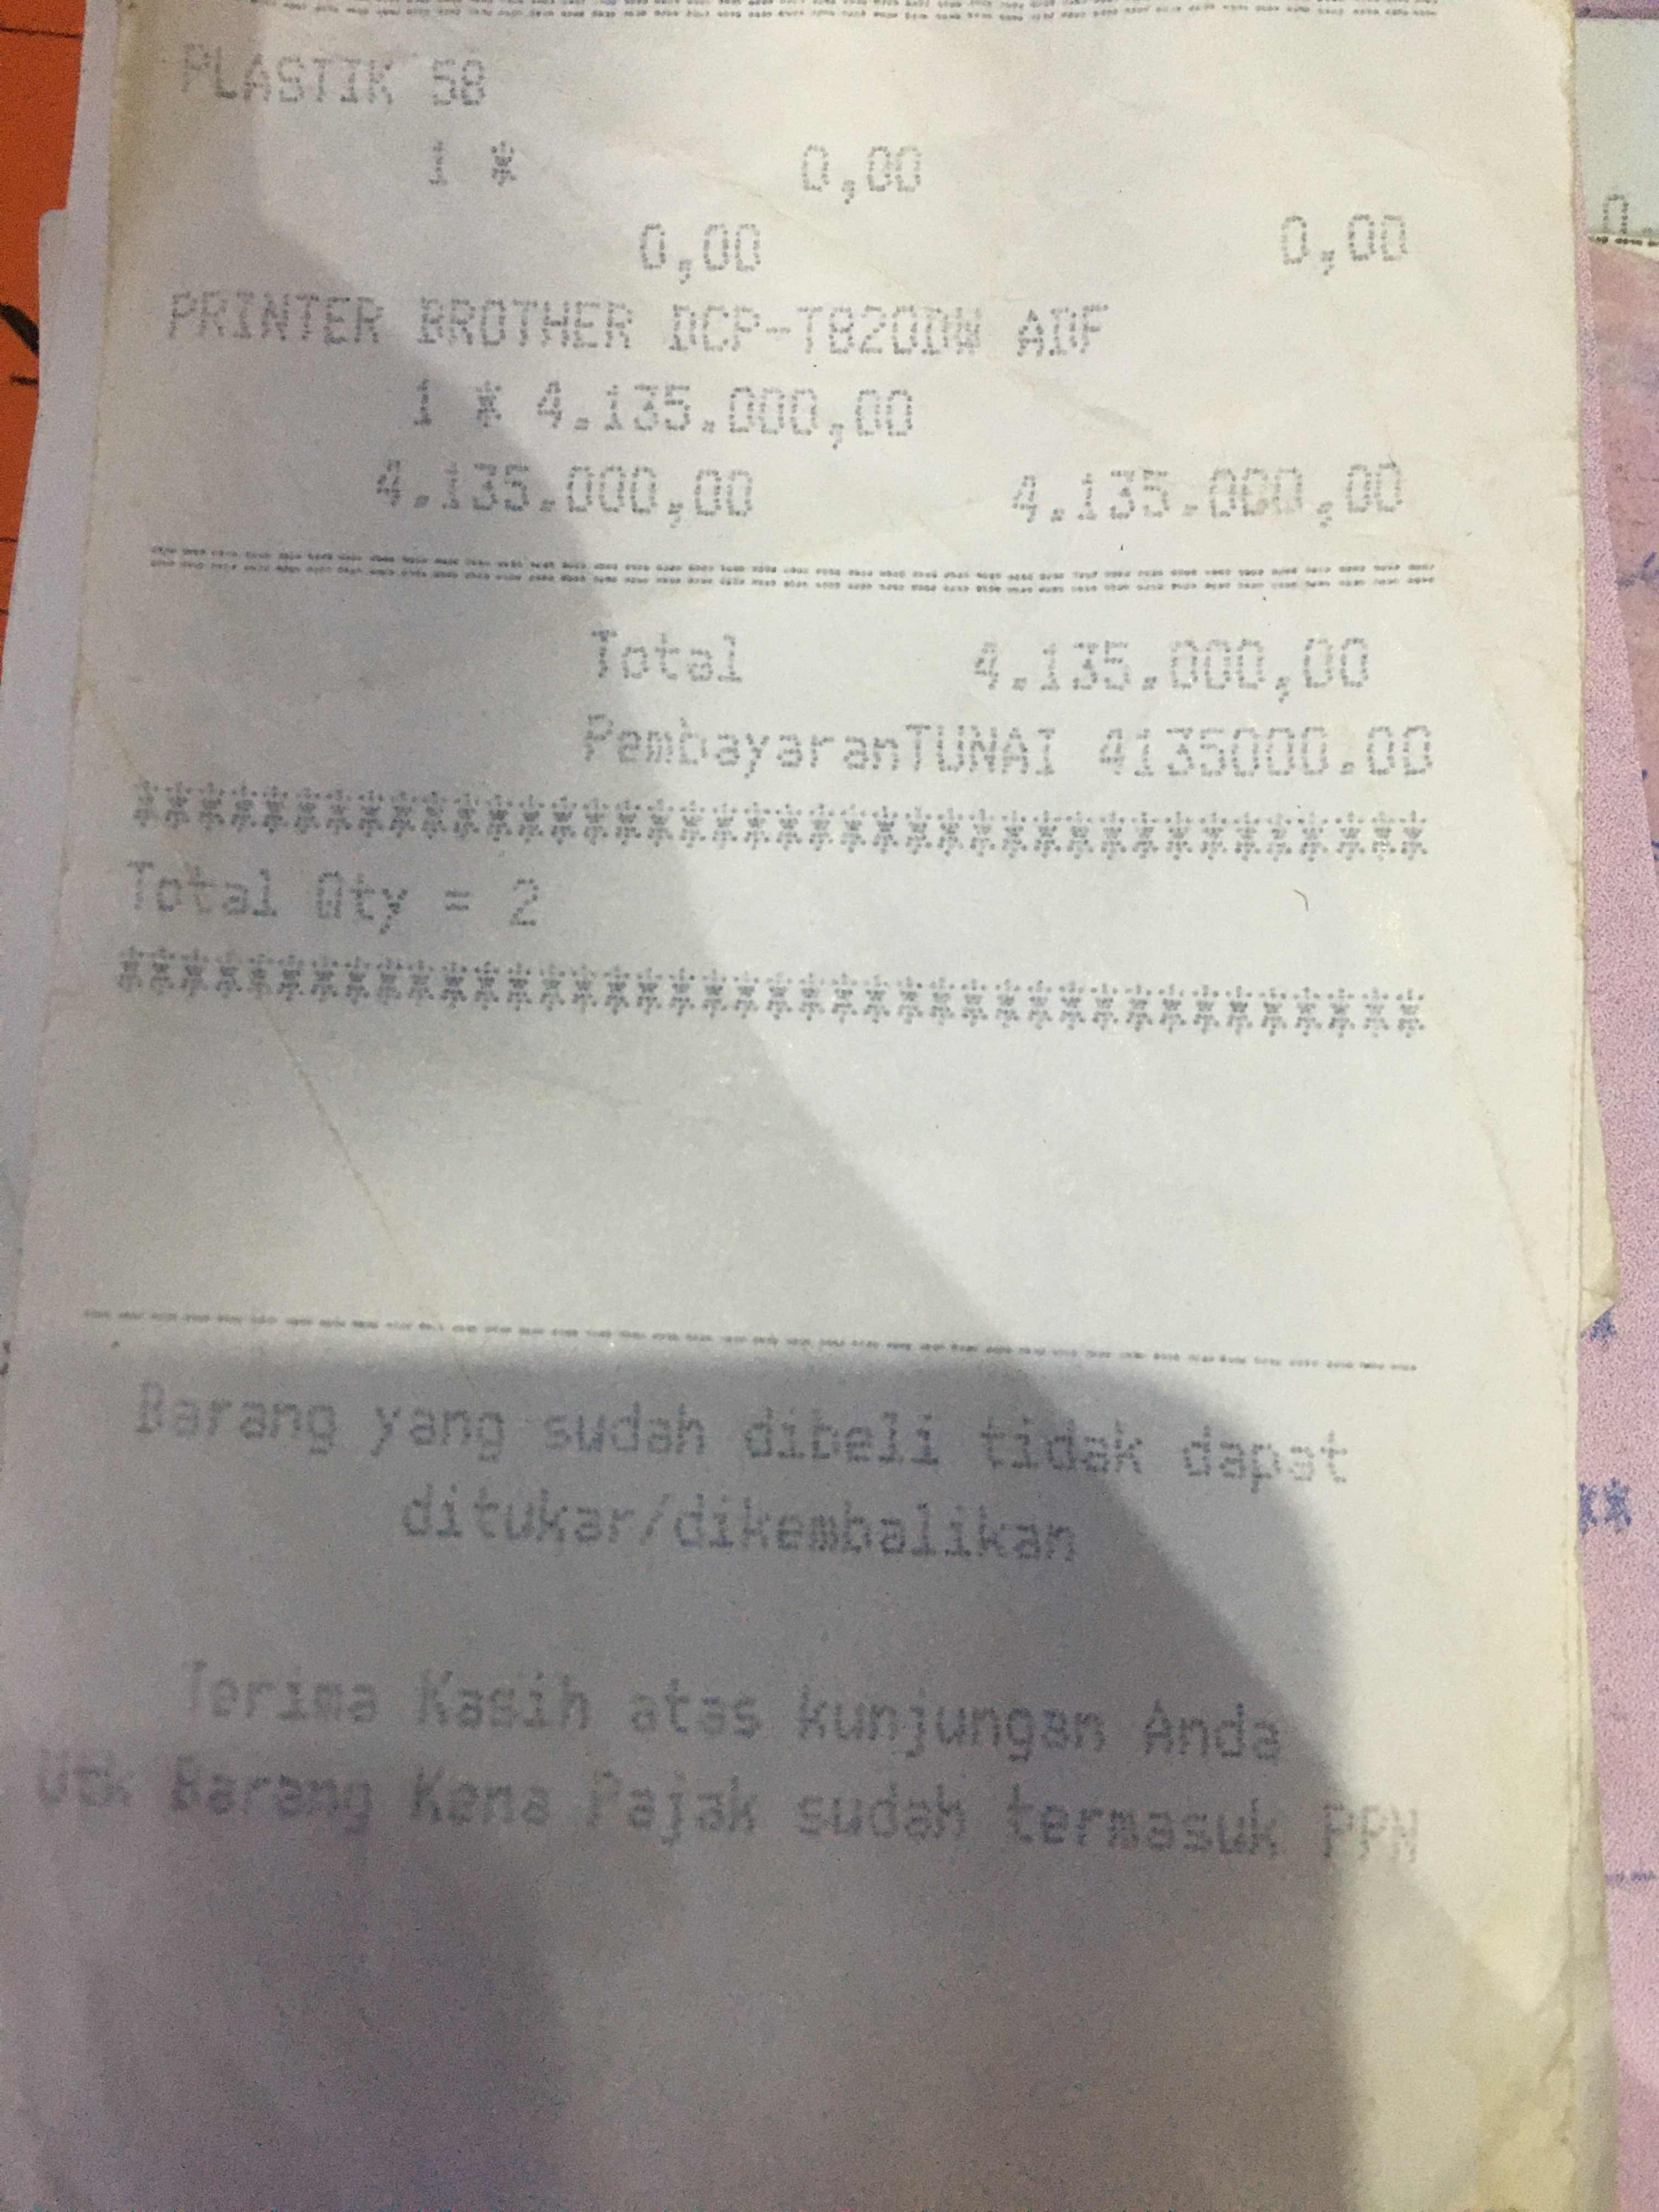 PLASTIK 58
1 * 0,00
0,00 0,00
PRINTER BROTHER DCP-T820DW ADF
1 * 4.135.000,00
4.135.000,00 4.135.000,00
Total 4.135.000,00
PembayaranTUNAI 4135000.00
*****************************************
Total Qty = 2
*****************************************
Barang yang sudah dibeli tidak dapat
ditukar/dikembalikan
Terima Kasih atas kunjungan Anda
Utk Barang Kena Pajak sudah termasuk PPN